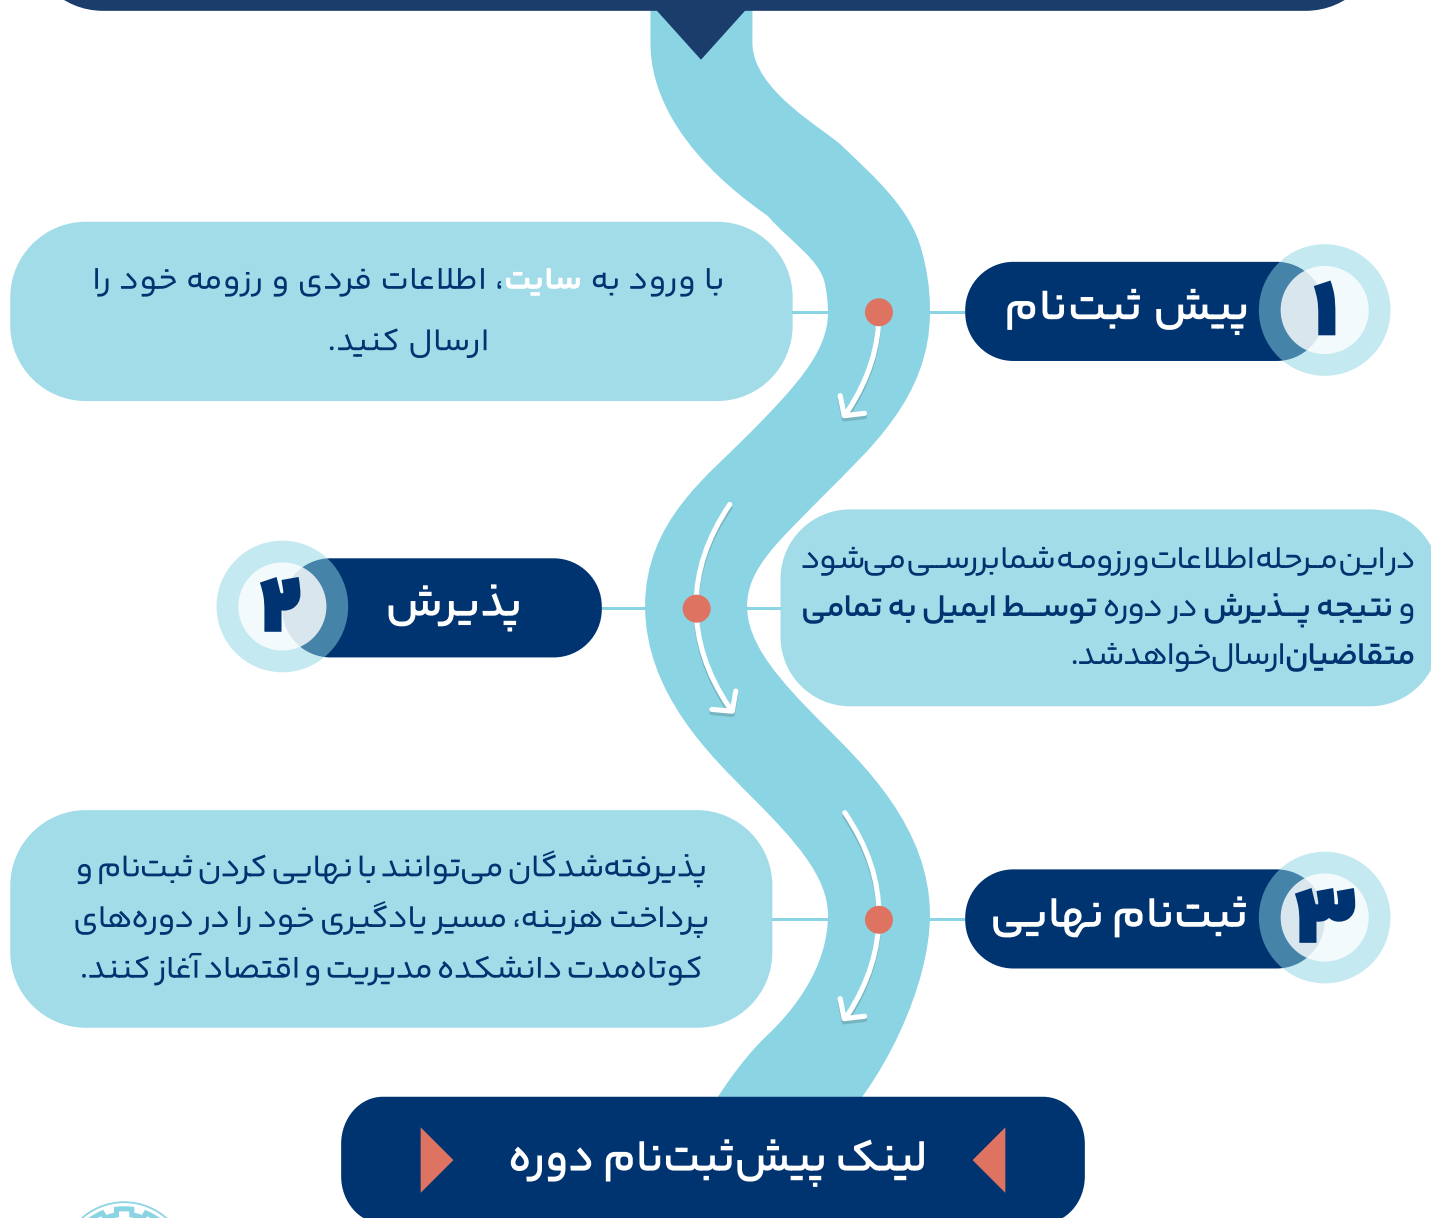 ۱
پیش ثبت‌نام
با ورود به سایت، اطلاعات فردی و رزومه خود را
ارسال کنید.
۲
پذیرش
در این مرحله اطلاعات و رزومه شما بررسی می‌شود
و نتیجه پذیرش در دوره توسط ایمیل به تمامی
متقاضیان ارسال خواهد شد.
۳
ثبت‌نام نهایی
پذیرفته‌شدگان می‌توانند با نهایی کردن ثبت‌نام و
پرداخت هزینه، مسیر یادگیری خود را در دوره‌های
کوتاه‌مدت دانشکده مدیریت و اقتصاد آغاز کنند.
لینک پیش‌ثبت‌نام دوره